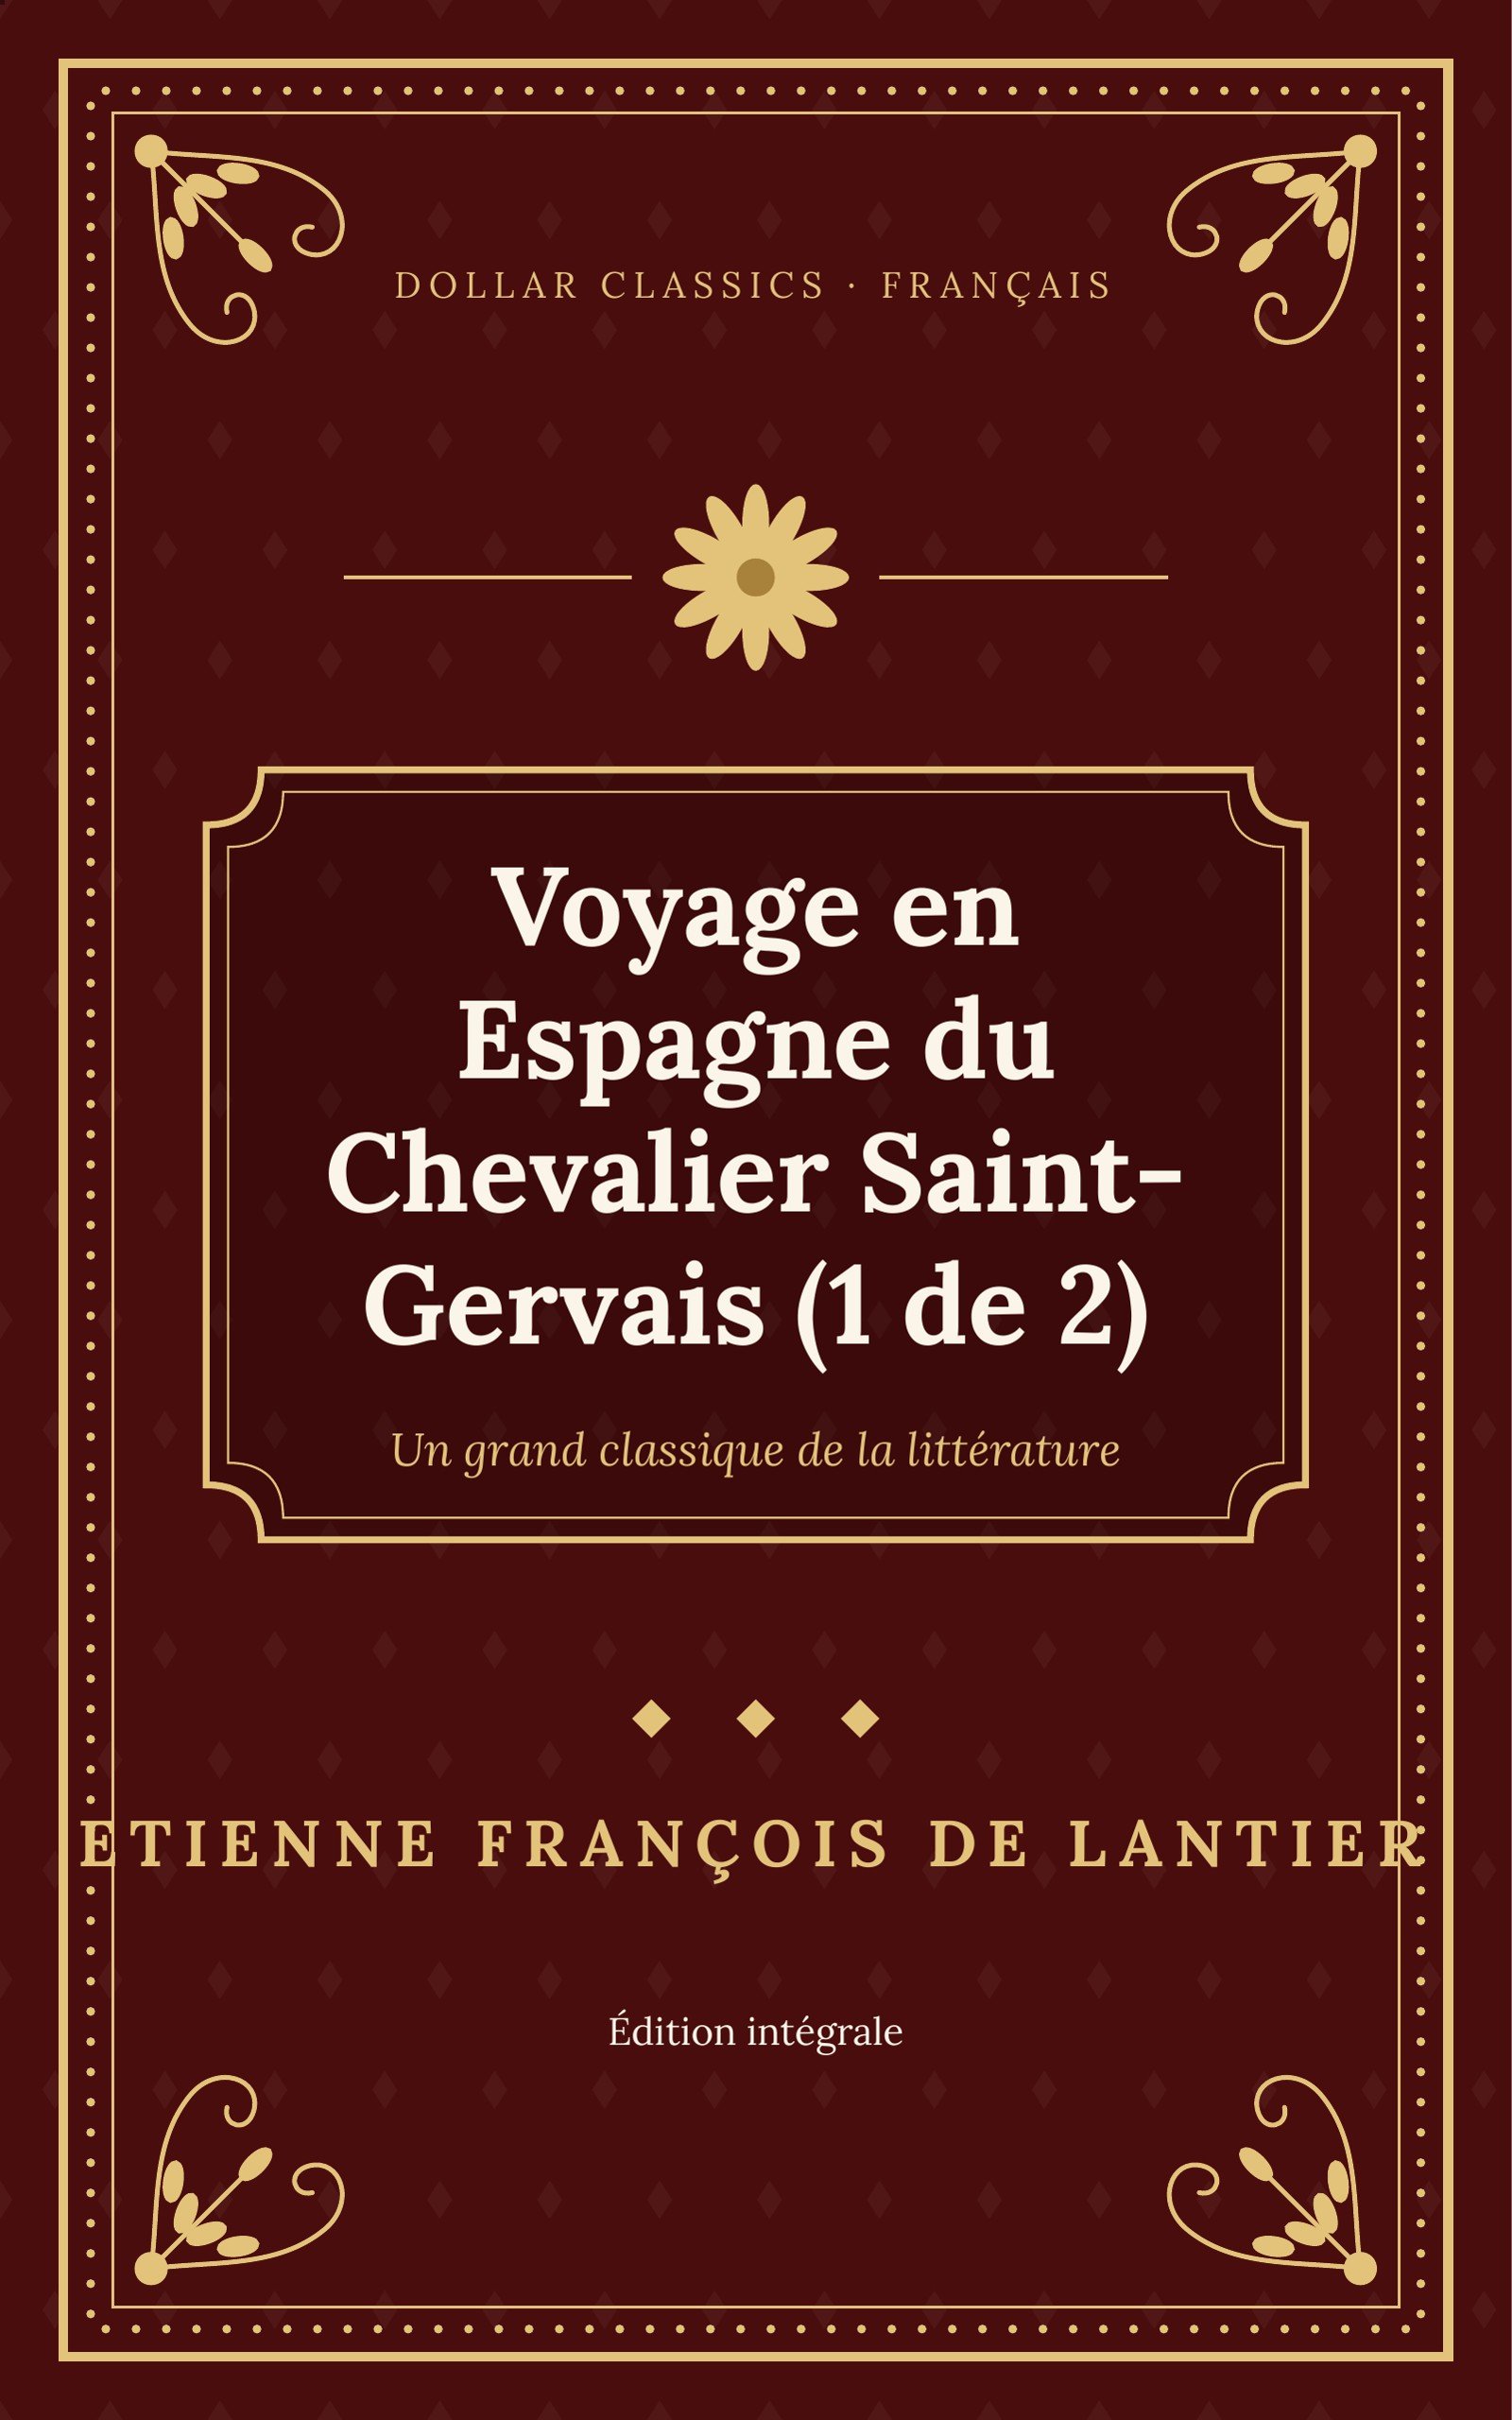 DOLLAR CLASSICS · FRANÇAIS
Voyage en
Espagne du
Chevalier Saint-
Gervais (1 de 2)
Un grand classique de la littérature
ETIENNE FRANÇOIS DE LANTIER
Édition intégrale